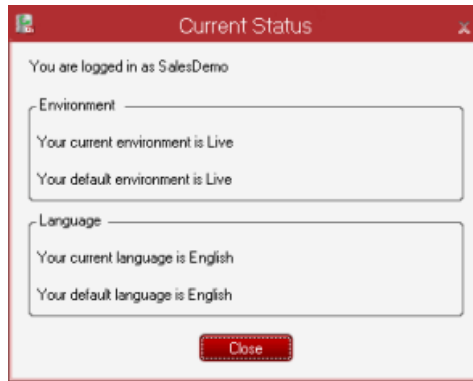 Current Status
You are logged in as SalesDemo
Environment
Your current environment is Live
Your default environment is Live
Language
Your current language is English
Your default language is English
Close